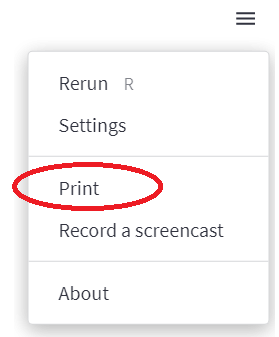 Rerun R
Settings
Print
Record a screencast
About